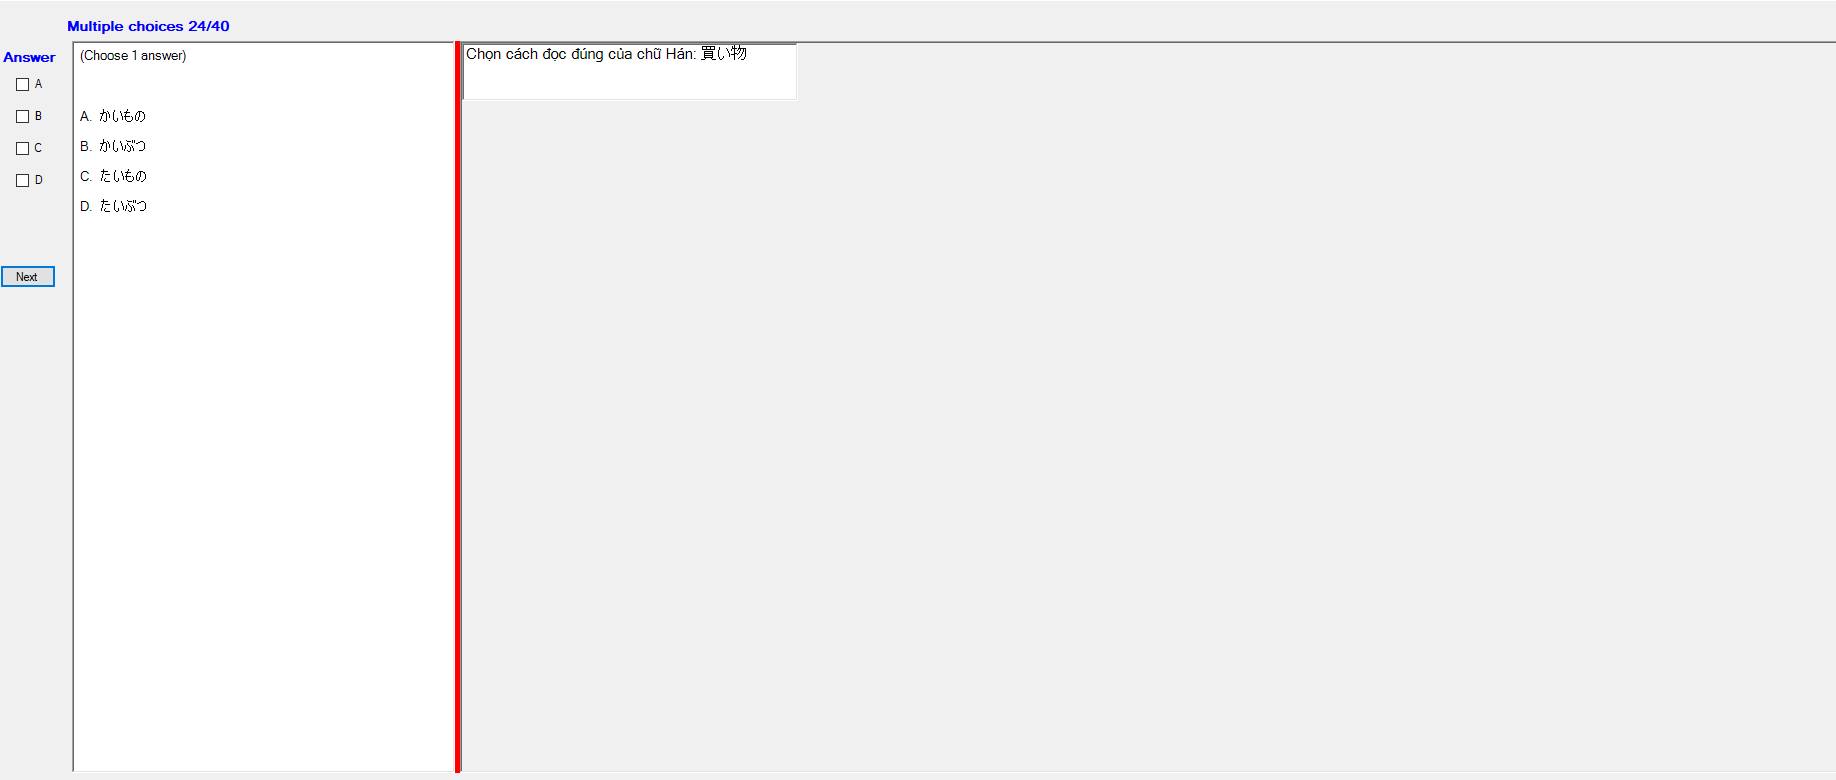 Multiple choices 24/40
Answer
A
B
C
D
Next
(Choose 1 answer)
A. かいもの
B. かいぶつ
C. たいもの
D. たいぶつ
Chọn cách đọc đúng của chữ Hán: 買い物